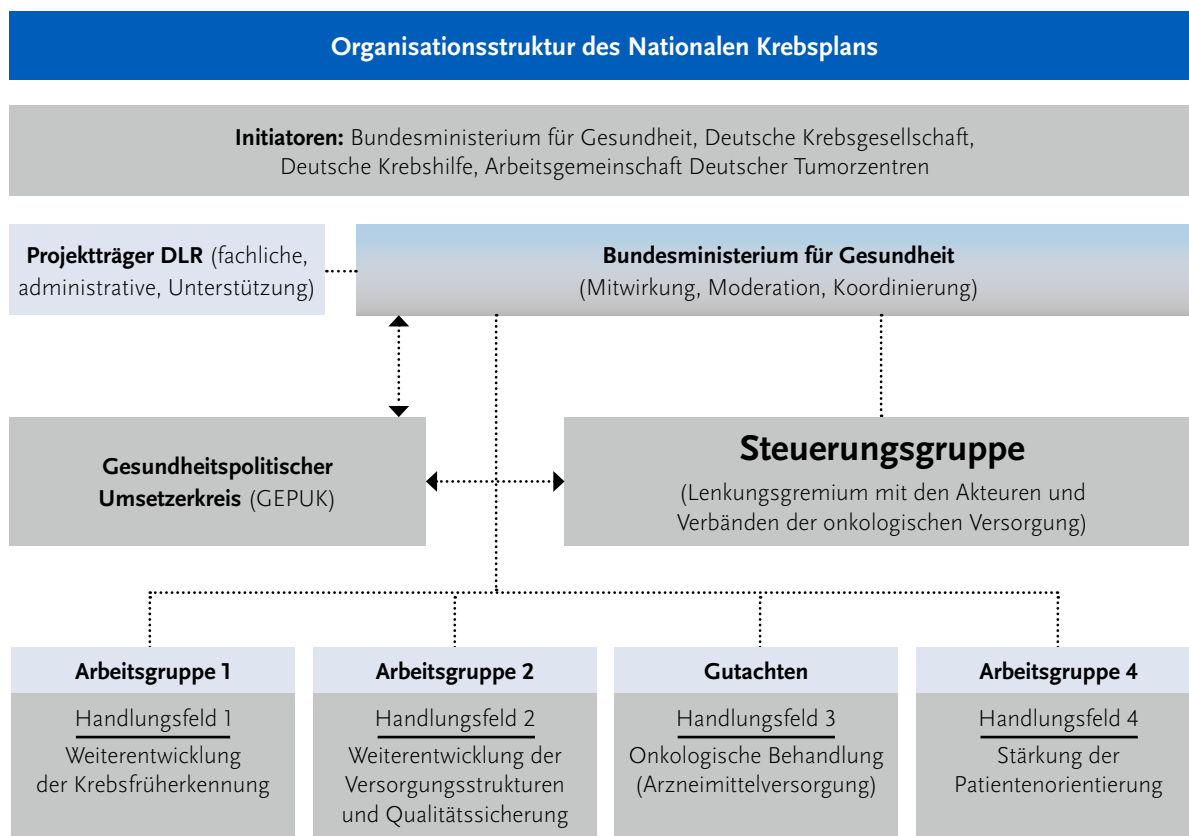 Organisationsstruktur des Nationalen Krebsplans
Initiatoren: Bundesministerium für Gesundheit, Deutsche Krebsgesellschaft,
Deutsche Krebshilfe, Arbeitsgemeinschaft Deutscher Tumorzentren
Projektträger DLR (fachliche,
administrative, Unterstützung)
Bundesministerium für Gesundheit
(Mitwirkung, Moderation, Koordinierung)
Gesundheitspolitischer
Umsetzerkreis (GEPUK)
Steuerungsgruppe
(Lenkungsgremium mit den Akteuren und
Verbänden der onkologischen Versorgung)
Arbeitsgruppe 1
Handlungsfeld 1
Weiterentwicklung
der Krebsfrüherkennung
Arbeitsgruppe 2
Handlungsfeld 2
Weiterentwicklung der
Versorgungsstrukturen
und Qualitätssicherung
Gutachten
Handlungsfeld 3
Onkologische Behandlung
(Arzneimittelversorgung)
Arbeitsgruppe 4
Handlungsfeld 4
Stärkung der
Patientenorientierung